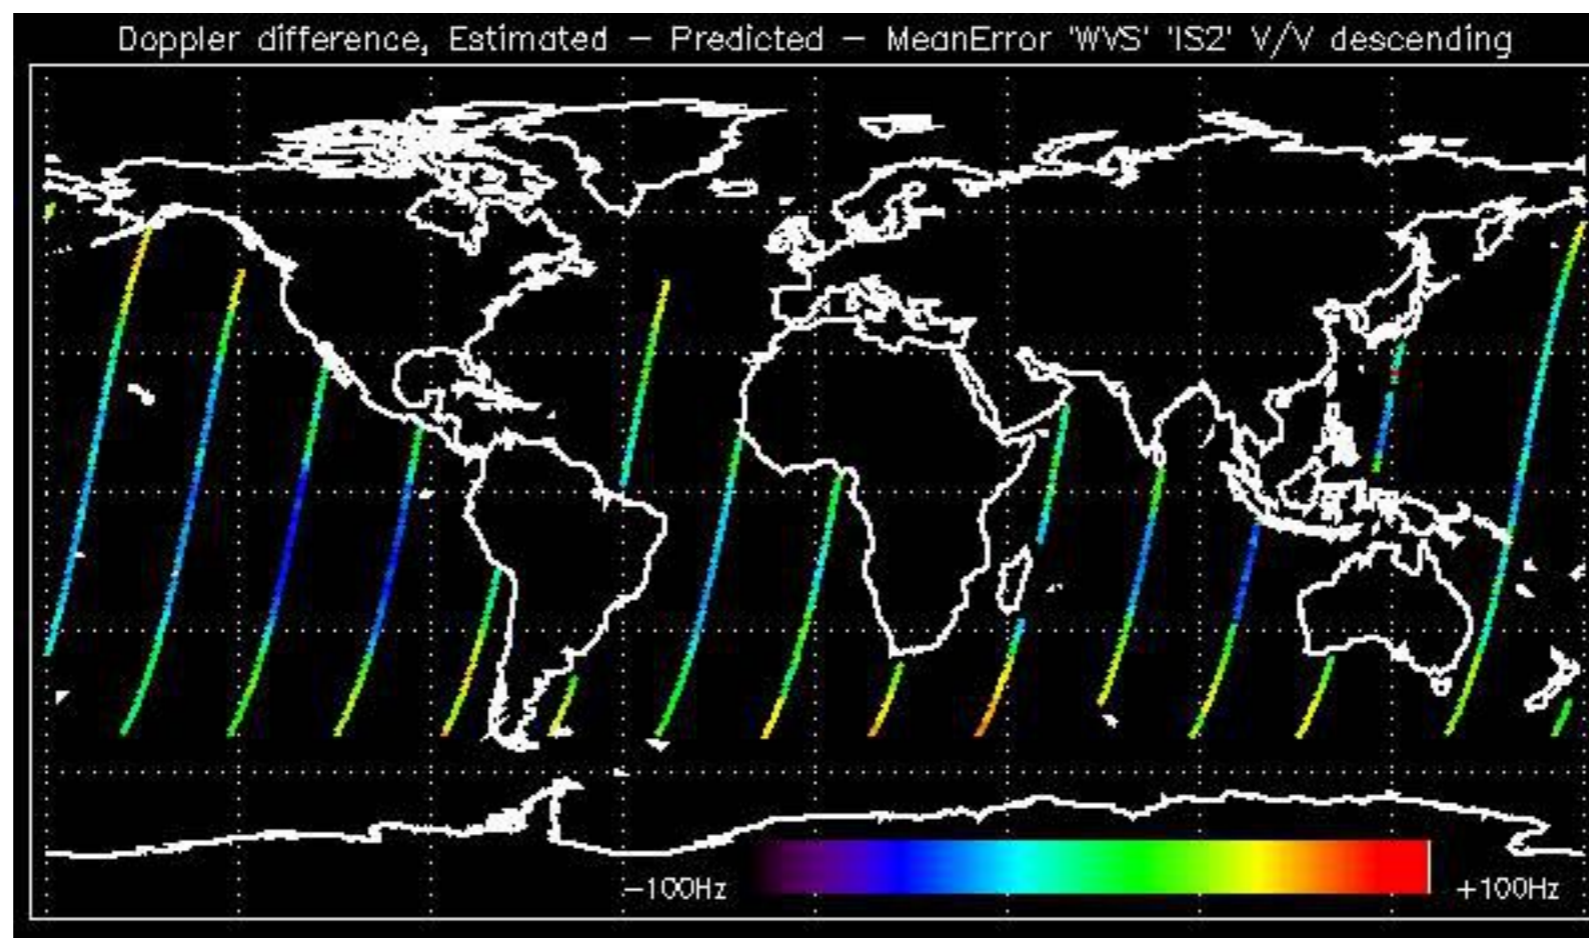 Doppler difference, Estimated – Predicted – MeanError 'WVS' 'IS2' V/V descending
–100Hz
+100Hz